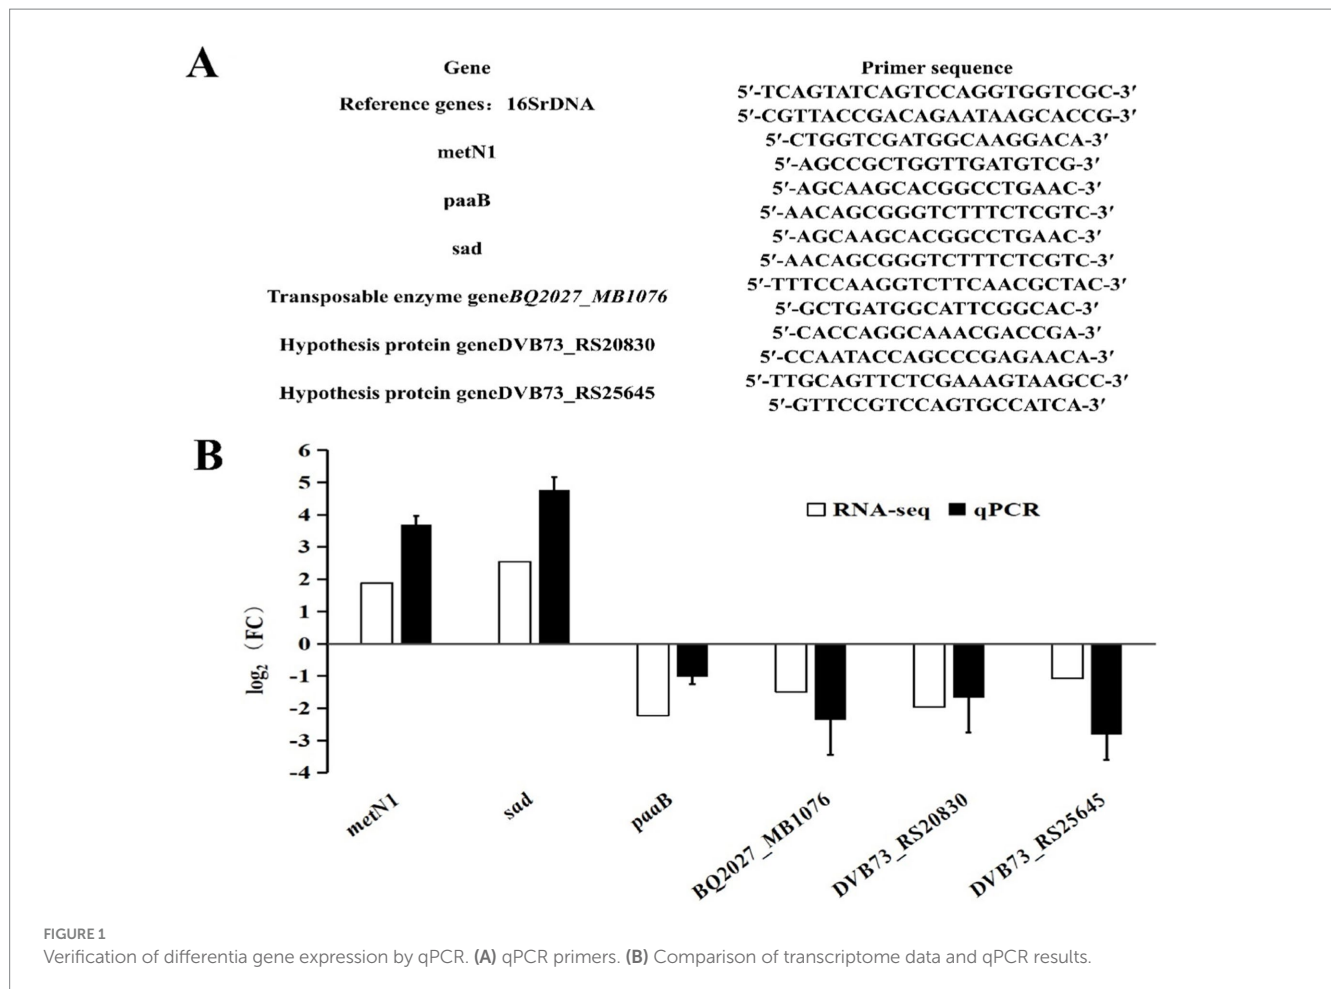 A
Gene Primer sequence
Reference genes: 16SrDNA
5′-TCAGTATCAGTCCAGGTGGTCGC-3′
5′-CGTTACCGACAGAATAAGCACCG-3′
metN1
5′-CTGGTCGATGGCAAGGACA-3′
5′-AGCCGCTGGTTGATGTCG-3′
paaB
5′-AGCAAGCACGGCCTGAAC-3′
5′-AACAGCGGGTCTTTCTCGTC-3′
sad
5′-AGCAAGCACGGCCTGAAC-3′
5′-AACAGCGGGTCTTTCTCGTC-3′
Transposable enzyme geneBQ2027_MB1076
5′-TTTCCAAGGTCTTCAACGCTAC-3′
5′-GCTGATGGCATTCGGCAC-3′
Hypothesis protein geneDVB73_RS20830
5′-CACCAGGCAAACGACCGA-3′
5′-CCAATACCAGCCCGAGAACA-3′
Hypothesis protein geneDVB73_RS25645
5′-TTGCAGTTCTCGAAAGTAAGCC-3′
5′-GTTCCGTCCAGTGCCATCA-3′
B
6
5
4
3
2
1
0
-1
-2
-3
-4
log₂ (FC)
RNA-seq qPCR
metN1
sad
paaB
BQ2027_MB1076
DVB73_RS20830
DVB73_RS25645
FIGURE 1
Verification of differentia gene expression by qPCR. (A) qPCR primers. (B) Comparison of transcriptome data and qPCR results.